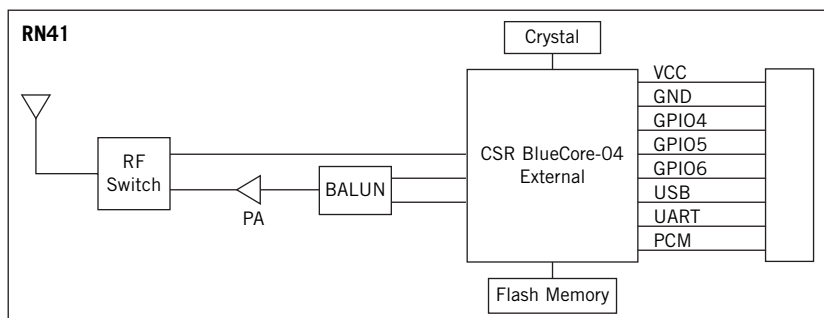 RN41
Crystal
VCC
GND
GPIO4
GPIO5
GPIO6
USB
UART
PCM
CSR BlueCore-04
External
RF
Switch
PA
BALUN
Flash Memory